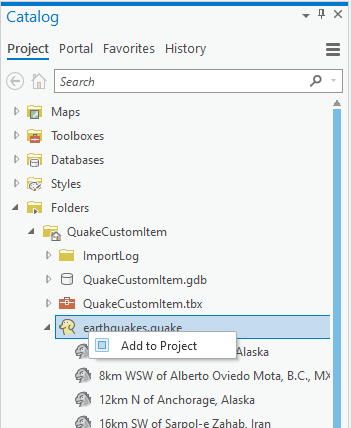 Catalog
Project Portal Favorites History
Search
Maps
Toolboxes
Databases
Styles
Folders
QuakeCustomItem
ImportLog
QuakeCustomItem.gdb
QuakeCustomItem.tbx
earthquakes.quake
Add to Project
, Alaska
8km WSW of Alberto Oviedo Mota, B.C., MX
12km N of Anchorage, Alaska
16km SW of Sarpol-e Zahab, Iran